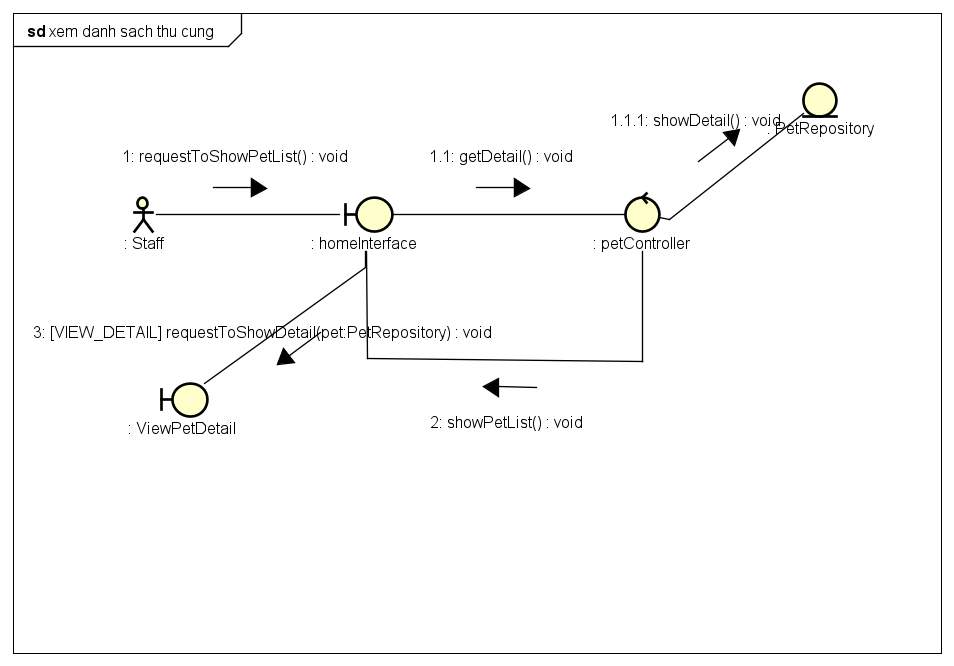 sd xem danh sach thu cung
1.1.1: showDetail() : void
: PetRepository
1: requestToShowPetList() : void
1.1: getDetail() : void
: Staff
: homeInterface
: petController
3: [VIEW_DETAIL] requestToShowDetail(pet:PetRepository) : void
: ViewPetDetail
2: showPetList() : void